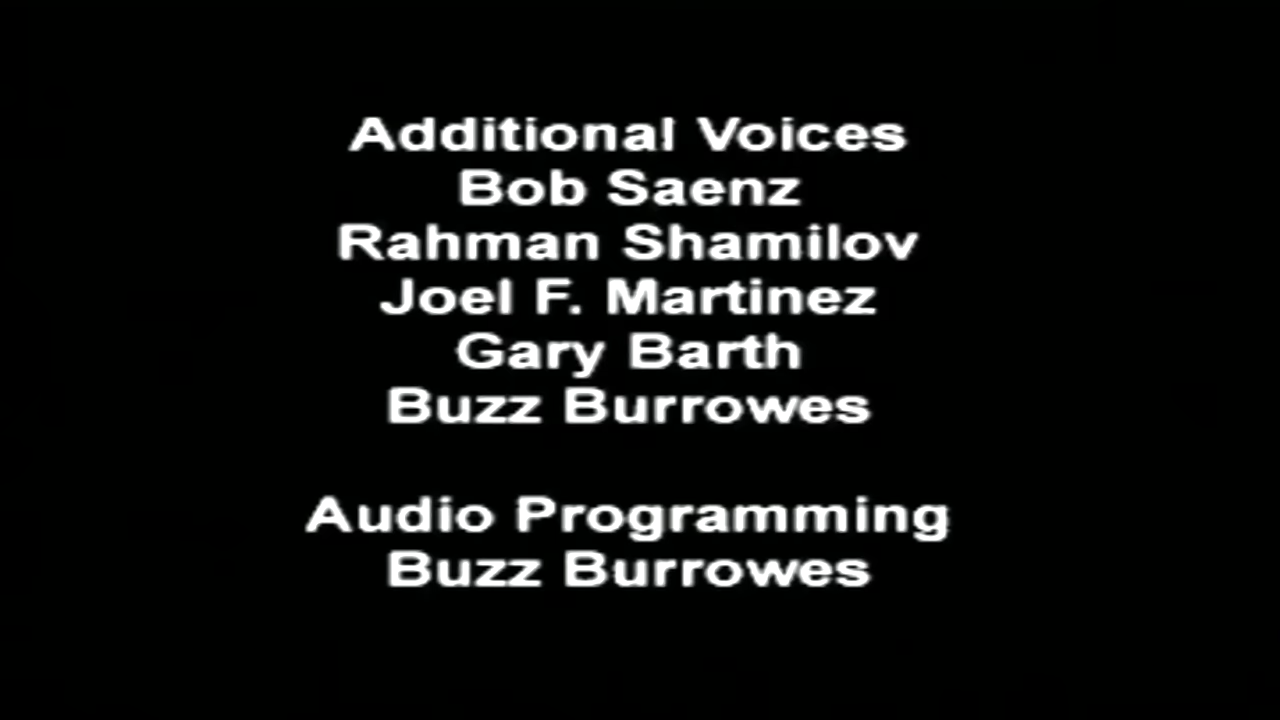 Additional Voices
Bob Saenz
Rahman Shamilov
Joel F. Martinez
Gary Barth
Buzz Burrowes
Audio Programming
Buzz Burrowes